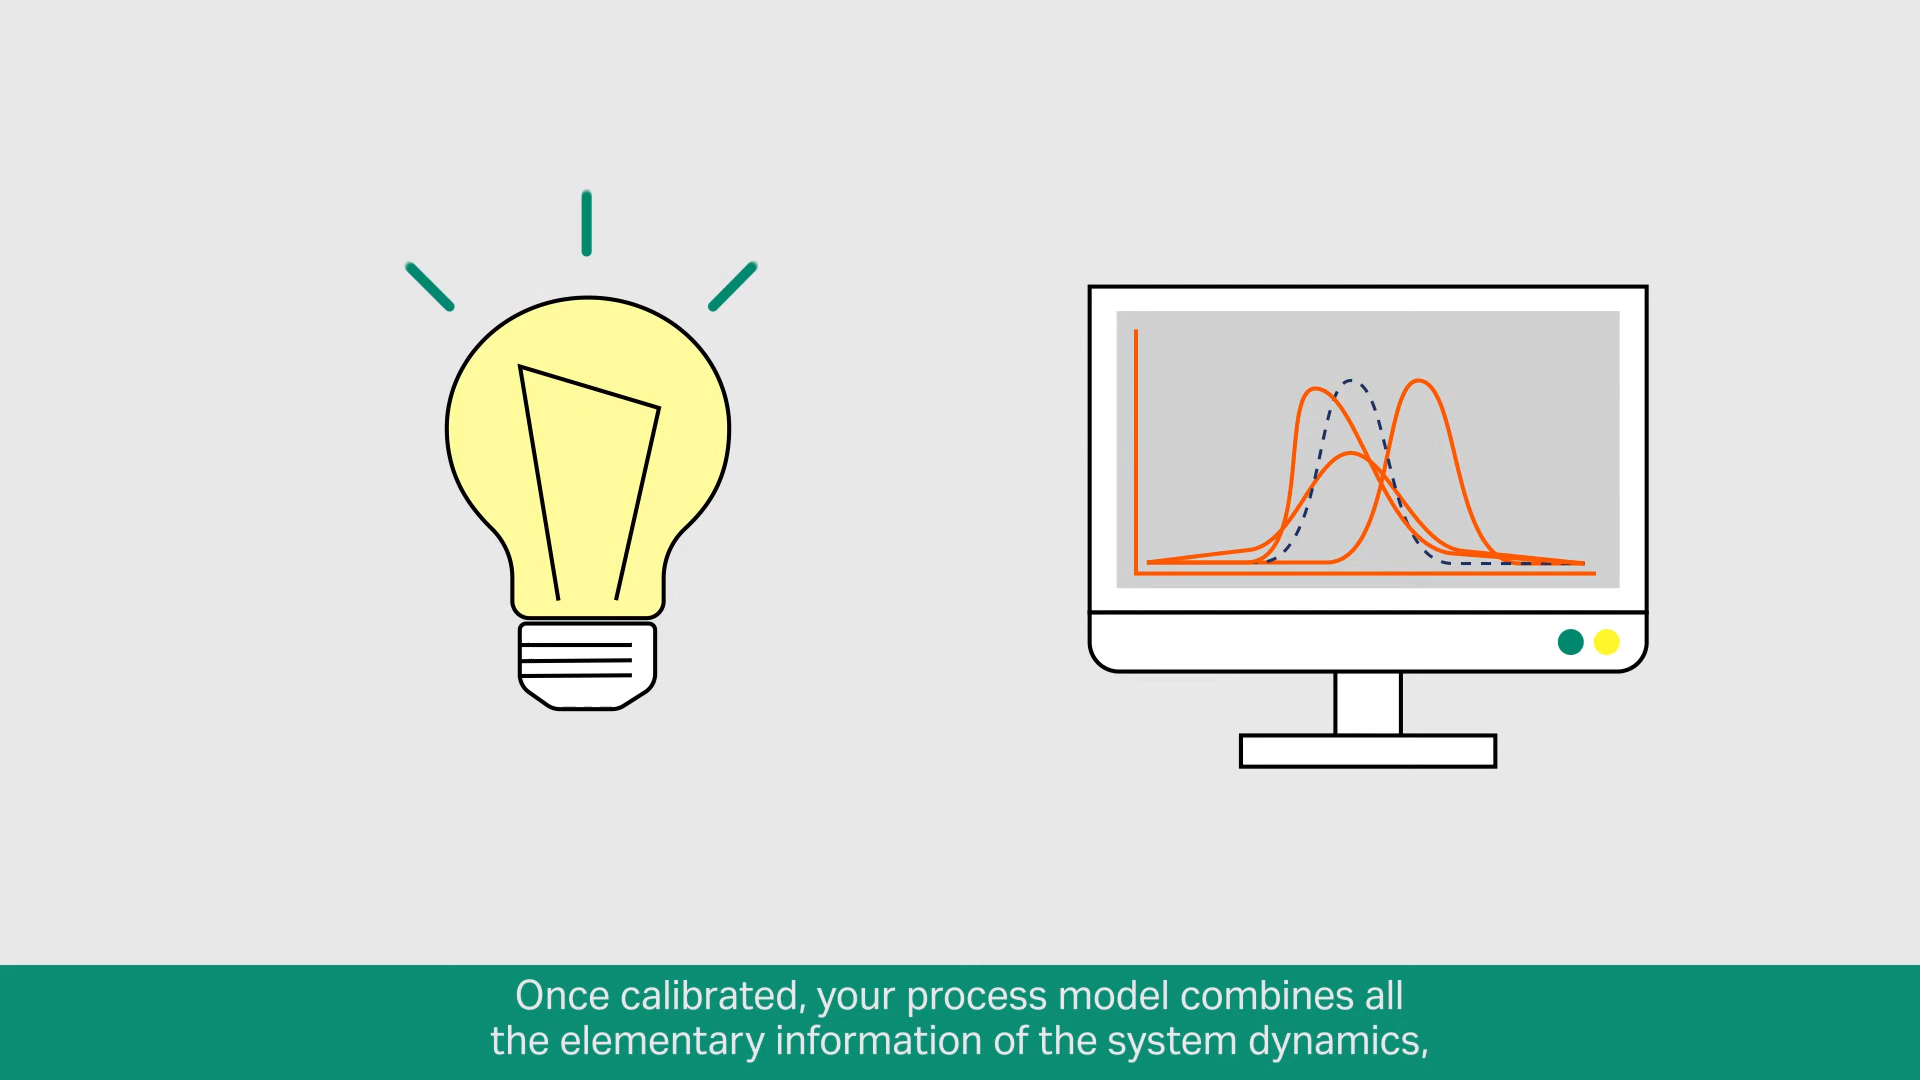 Once calibrated, your process model combines all
the elementary information of the system dynamics,